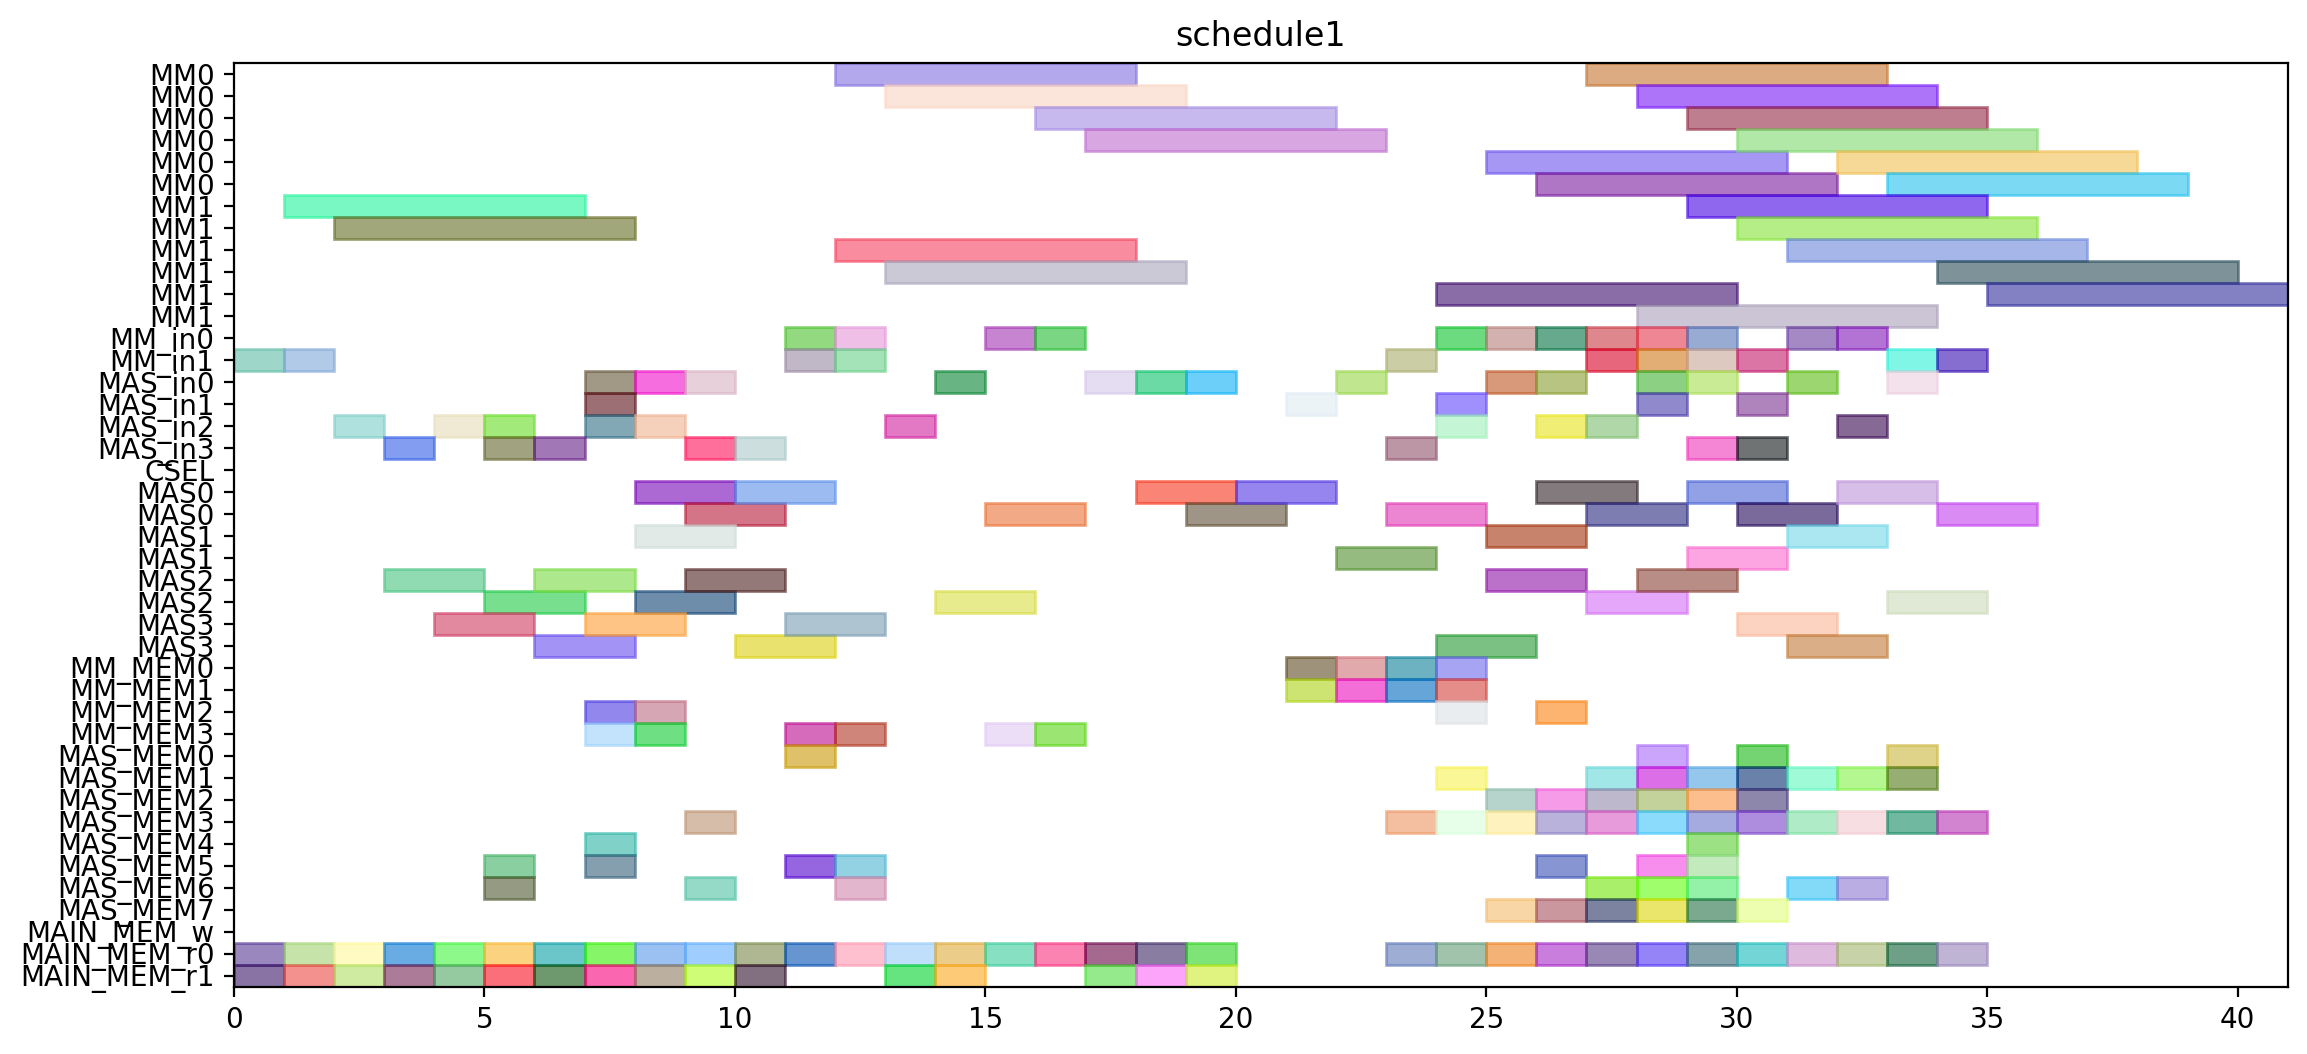 schedule1
MM0
MM0
MM0
MM0
MM0
MM0
MM1
MM1
MM1
MM1
MM1
MM1
MM_in0
MM_in1
MAS_in0
MAS_in1
MAS_in2
MAS_in3
CSEL
MAS0
MAS0
MAS1
MAS1
MAS2
MAS2
MAS3
MAS3
MM_MEM0
MM_MEM1
MM_MEM2
MM_MEM3
MAS_MEM0
MAS_MEM1
MAS_MEM2
MAS_MEM3
MAS_MEM4
MAS_MEM5
MAS_MEM6
MAS_MEM7
MAIN_MEM_w
MAIN_MEM_r0
MAIN_MEM_r1
0 5 10 15 20 25 30 35 40